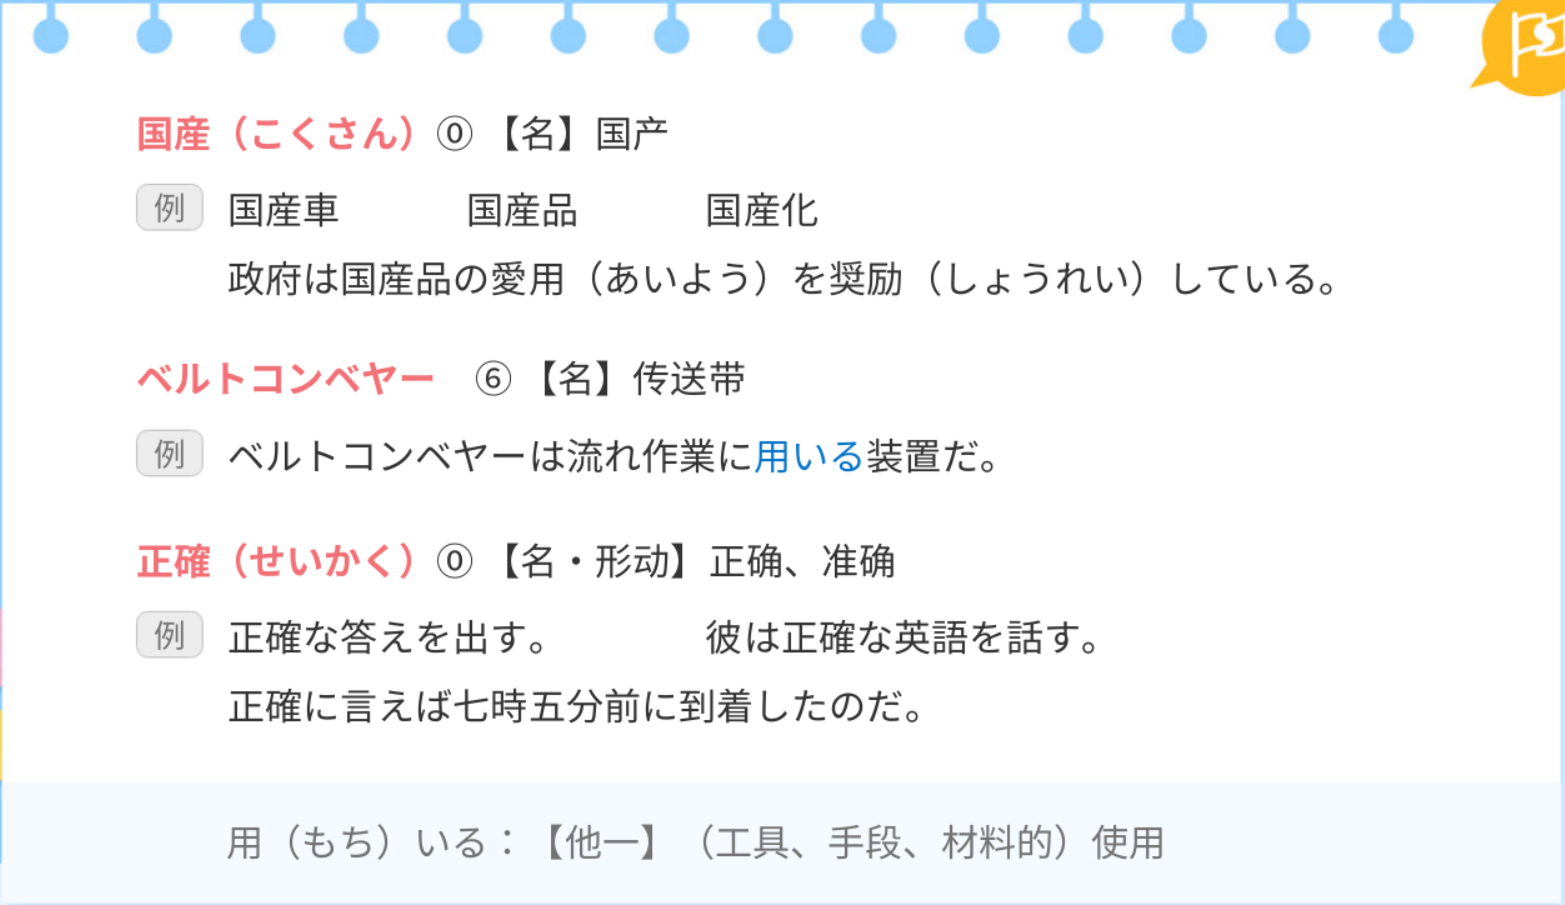 国産（こくさん）⓪ 【名】国产
例 国産車 国産品 国産化
政府は国産品の愛用（あいよう）を奨励（しょうれい）している。
ベルトコンベヤー ⑥ 【名】传送带
例 ベルトコンベヤーは流れ作業に用いる装置だ。
正確（せいかく）⓪ 【名・形动】正确、准确
例 正確な答えを出す。 彼は正確な英語を話す。
正確に言えば七時五分前に到着したのだ。
用（もち）いる：【他一】（工具、手段、材料的）使用